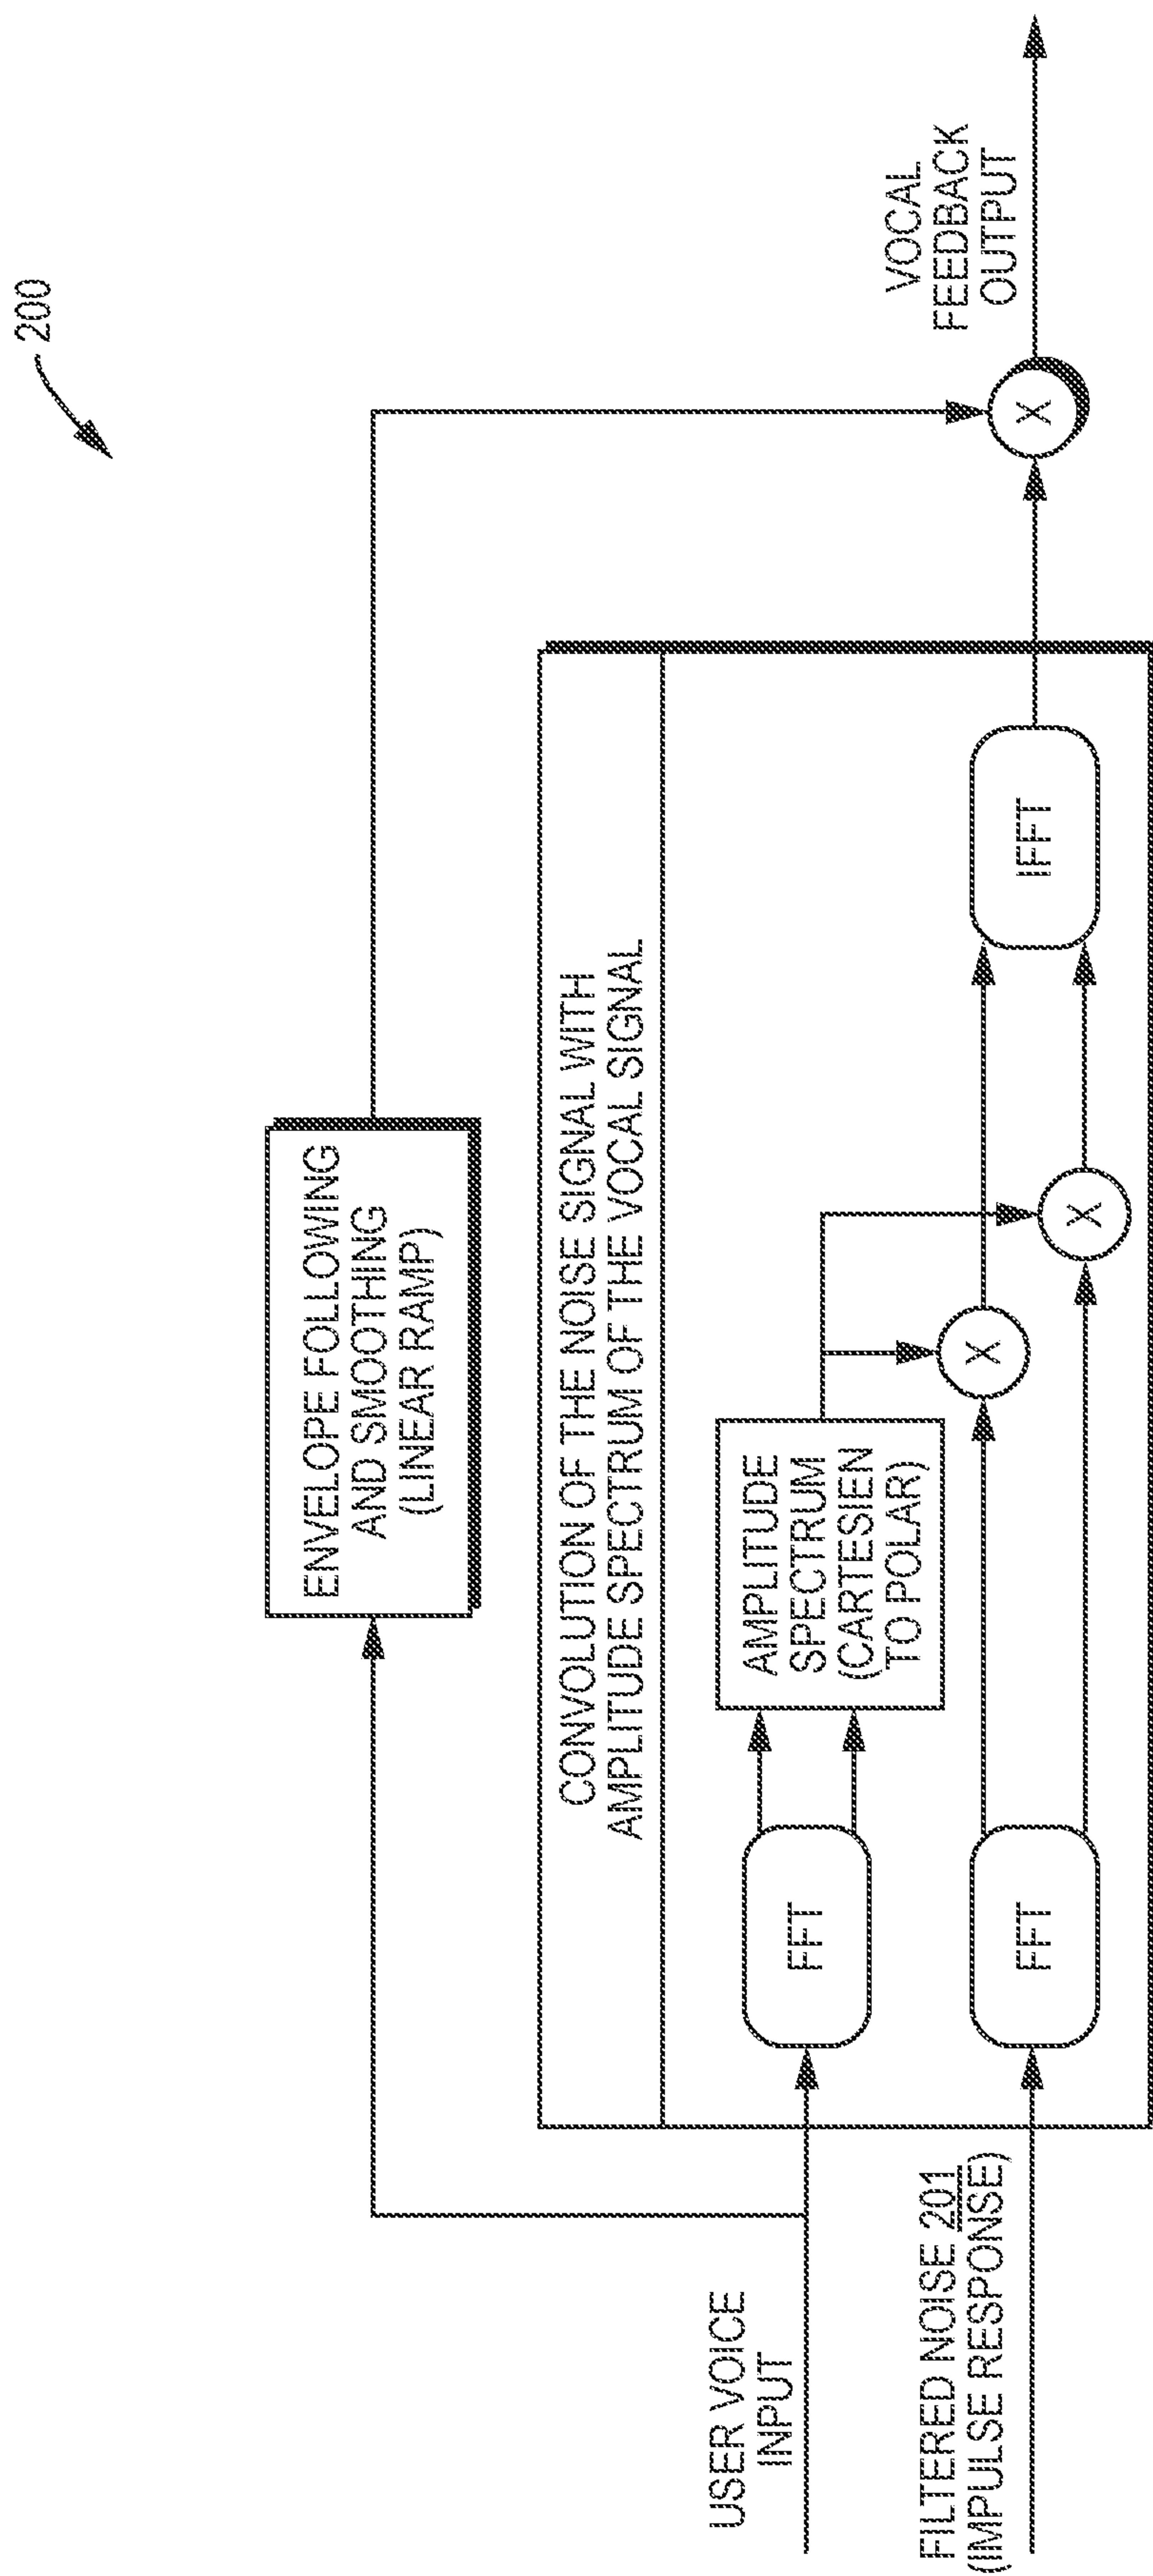 200
ENVELOPE FOLLOWING
AND SMOOTHING
(LINEAR RAMP)
CONVOLUTION OF THE NOISE SIGNAL WITH
AMPLITUDE SPECTRUM OF THE VOCAL SIGNAL
USER VOICE
INPUT
FFT
AMPLITUDE
SPECTRUM
(CARTESIEN
TO POLAR)
X
X
FILTERED NOISE 201
(IMPULSE RESPONSE)
FFT
IFFT
X
VOCAL
FEEDBACK
OUTPUT